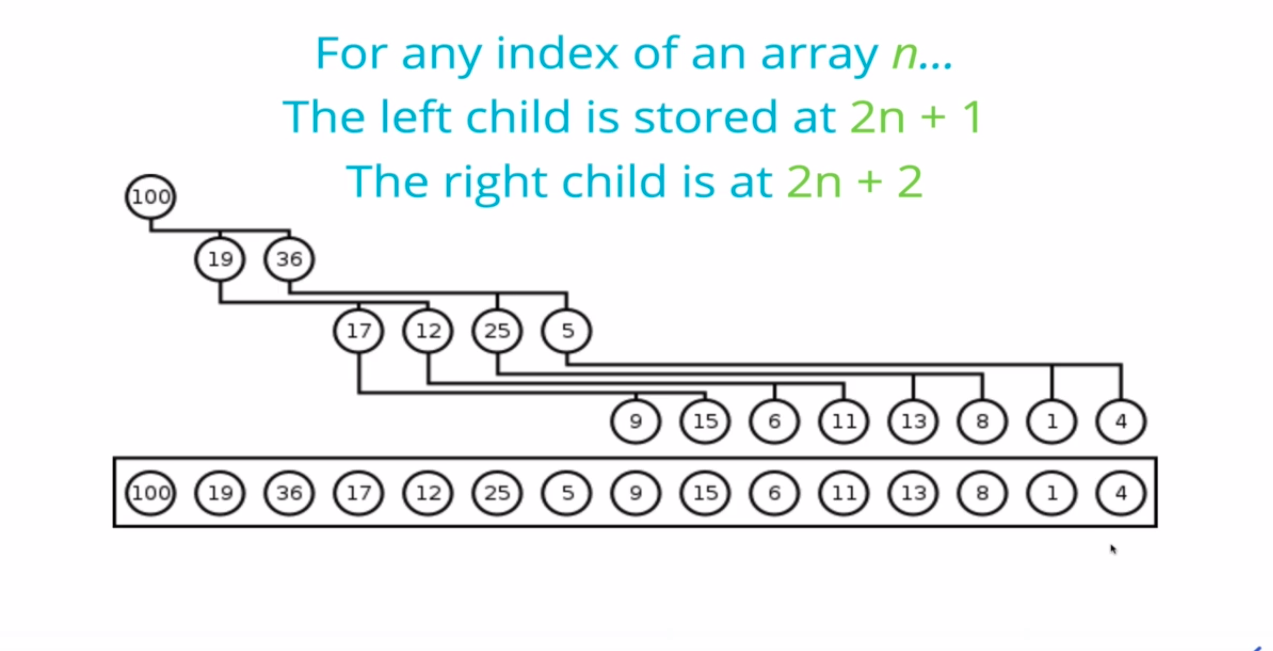 For any index of an array n...
The left child is stored at 2n + 1
The right child is at 2n + 2
100
19 36
17 12 25 5
9 15 6 11 13 8 1 4
100 19 36 17 12 25 5 9 15 6 11 13 8 1 4